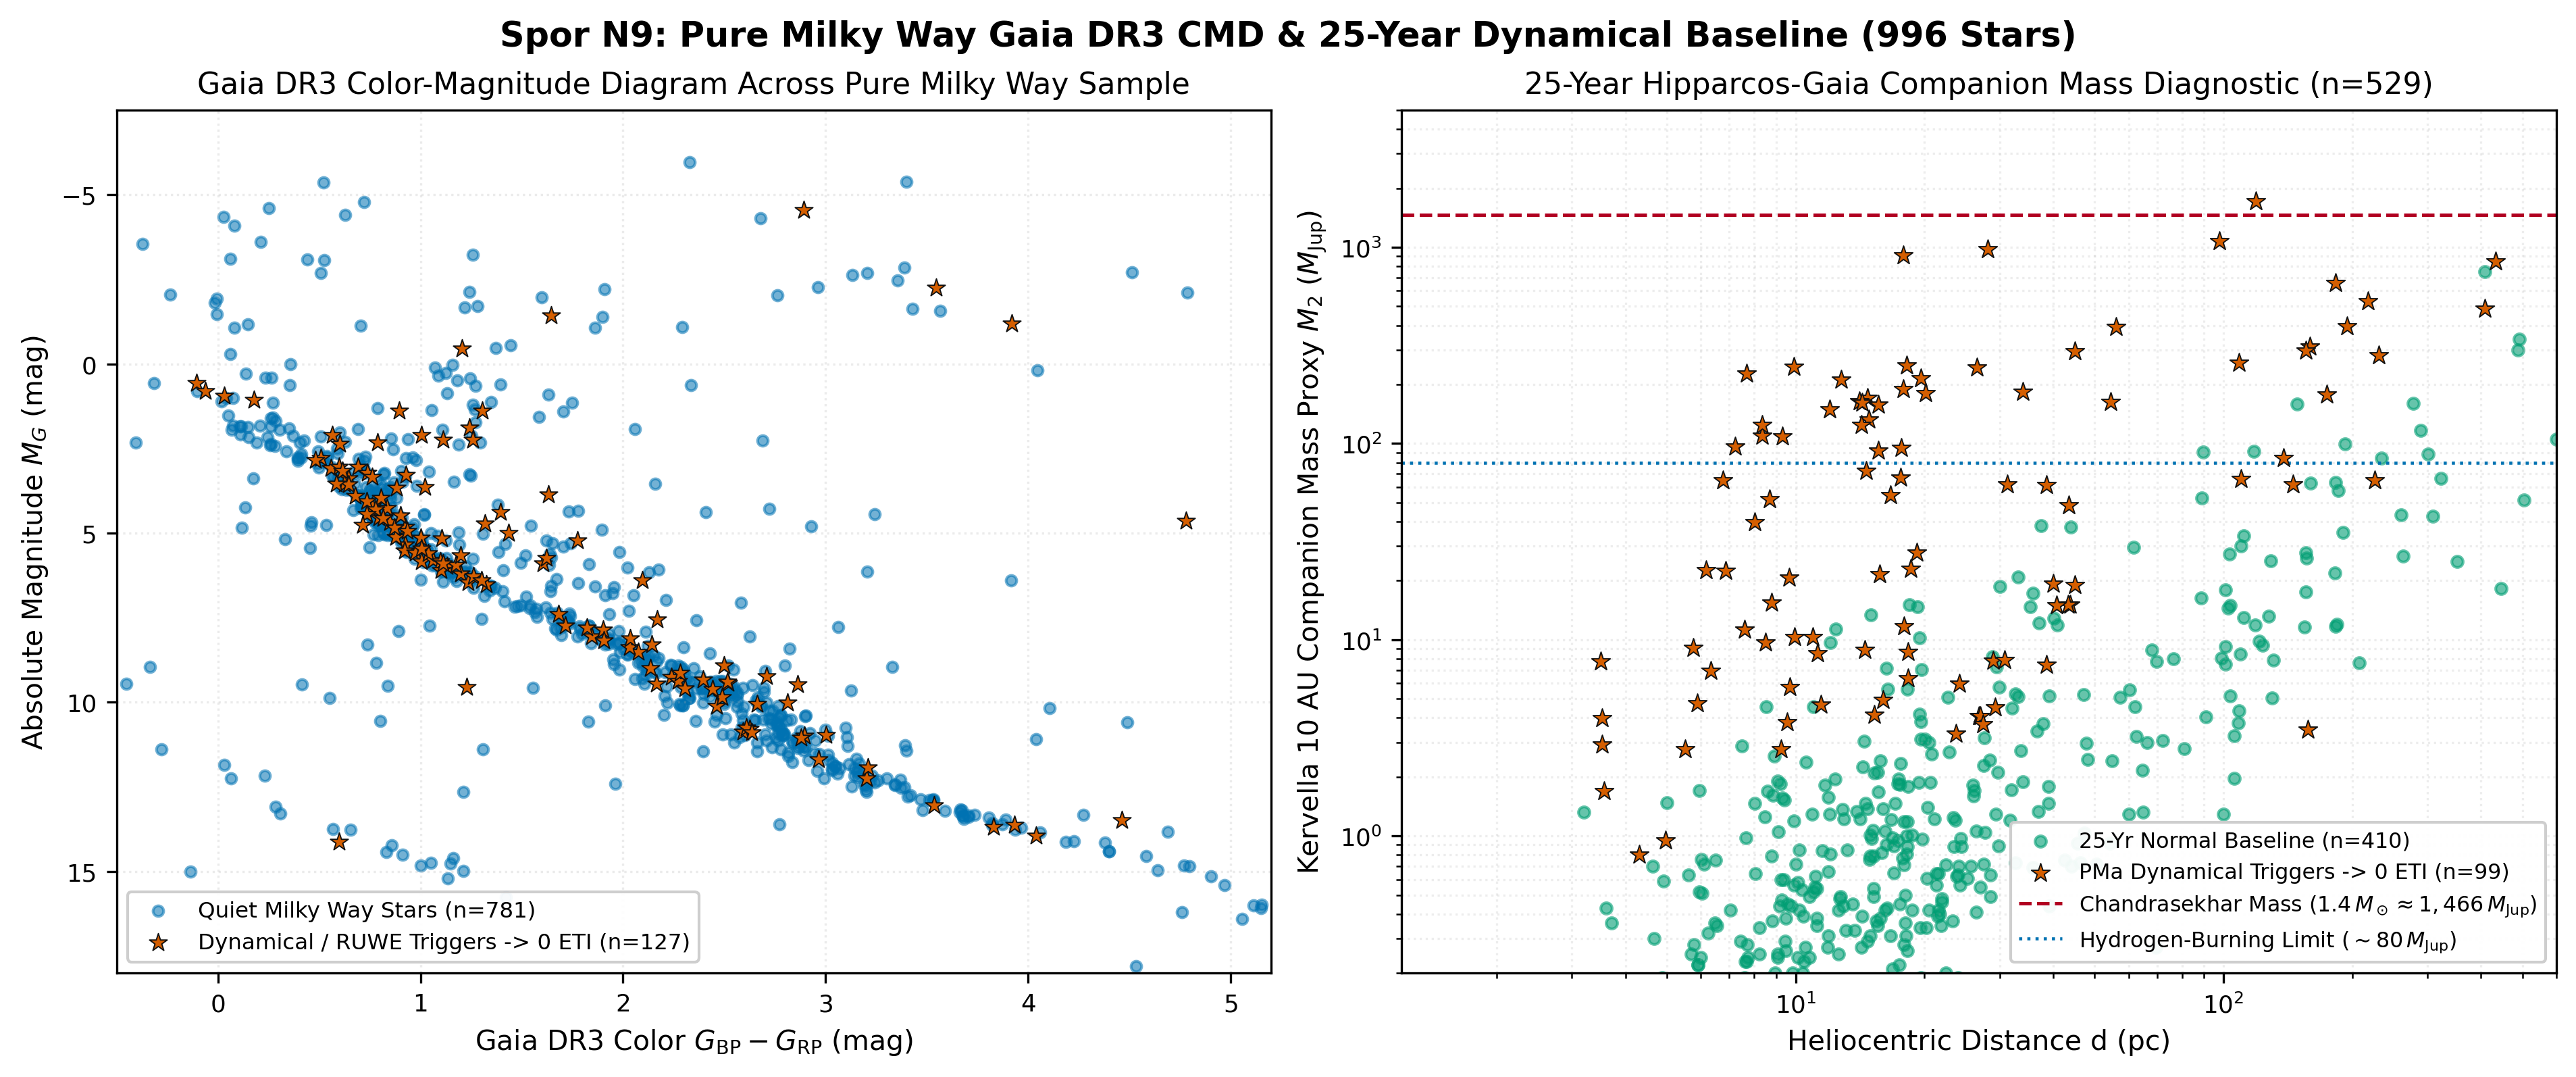 Spor N9: Pure Milky Way Gaia DR3 CMD & 25-Year Dynamical Baseline (996 Stars)
Gaia DR3 Color-Magnitude Diagram Across Pure Milky Way Sample
Absolute Magnitude M_G (mag)
−5
0
5
10
15
Quiet Milky Way Stars (n=781)
Dynamical / RUWE Triggers -> 0 ETI (n=127)
0 1 2 3 4 5
Gaia DR3 Color G_BP − G_RP (mag)
25-Year Hipparcos-Gaia Companion Mass Diagnostic (n=529)
Kervella 10 AU Companion Mass Proxy M_2 (M_Jup)
10^3
10^2
10^1
10^0
25-Yr Normal Baseline (n=410)
PMa Dynamical Triggers -> 0 ETI (n=99)
Chandrasekhar Mass (1.4 M_⊙ ≈ 1, 466 M_Jup)
Hydrogen-Burning Limit (∼ 80 M_Jup)
10^1 10^2
Heliocentric Distance d (pc)